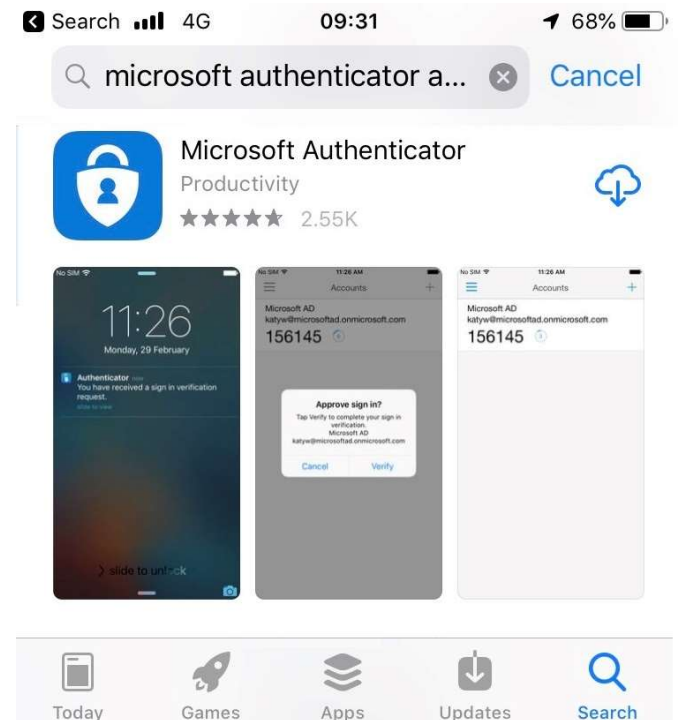 Search 4G 09:31 68%
microsoft authenticator a... Cancel
Microsoft Authenticator
Productivity
2.55K
No SIM
11:26
Monday, 29 February
Authenticator now
You have received a sign in verification
request.
slide to view
slide to unlock
No SIM 11:26 AM
Accounts
Microsoft AD
katyw@microsoftad.onmicrosoft.com
156145
Approve sign in?
Tap Verify to complete your sign in
verification.
Microsoft AD
katyw@microsoftad.onmicrosoft.com
Cancel Verify
No SIM 11:26 AM
Accounts
Microsoft AD
katyw@microsoftad.onmicrosoft.com
156145
Today Games Apps Updates Search